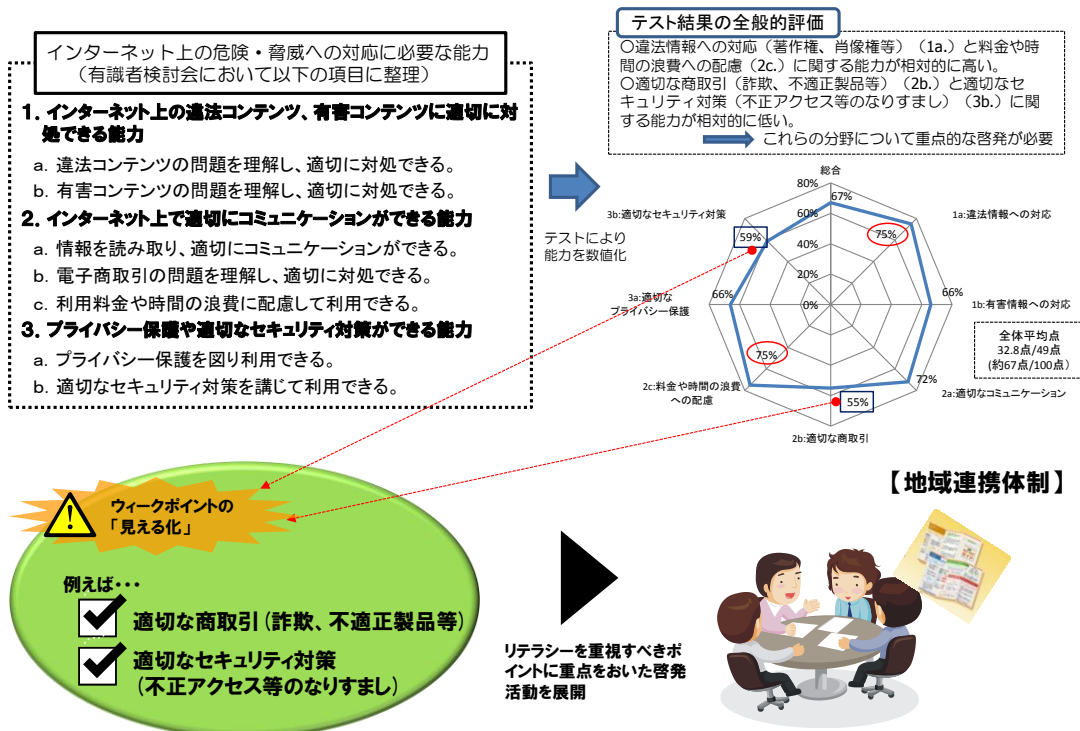 インターネット上の危険・脅威への対応に必要な能力
（有識者検討会において以下の項目に整理）
1. インターネット上の違法コンテンツ、有害コンテンツに適切に対
処できる能力
a. 違法コンテンツの問題を理解し、適切に対処できる。
b. 有害コンテンツの問題を理解し、適切に対処できる。
2. インターネット上で適切にコミュニケーションができる能力
a. 情報を読み取り、適切にコミュニケーションができる。
b. 電子商取引の問題を理解し、適切に対処できる。
c. 利用料金や時間の浪費に配慮して利用できる。
3. プライバシー保護や適切なセキュリティ対策ができる能力
a. プライバシー保護を図り利用できる。
b. 適切なセキュリティ対策を講じて利用できる。
テストにより
能力を数値化
テスト結果の全般的評価
○違法情報への対応（著作権、肖像権等）（1a.）と料金や時
間の浪費への配慮（2c.）に関する能力が相対的に高い。
○適切な商取引（詐欺、不適正製品等）（2b.）と適切なセ
キュリティ対策（不正アクセス等のなりすまし）（3b.）に関
する能力が相対的に低い。
これらの分野について重点的な啓発が必要
総合
80%
67%
60%
40%
20%
0%
1a:違法情報への対応
75%
66%
1b:有害情報への対応
72%
2a:適切なコミュニケーション
55%
2b:適切な商取引
75%
2c:料金や時間の浪費
への配慮
66%
3a:適切な
プライバシー保護
59%
3b:適切なセキュリティ対策
全体平均点
32.8点/49点
(約67点/100点)
ウィークポイントの
「見える化」
例えば・・・
適切な商取引（詐欺、不適正製品等）
適切なセキュリティ対策
（不正アクセス等のなりすまし）
リテラシーを重視すべきポ
イントに重点をおいた啓発
活動を展開
【地域連携体制】